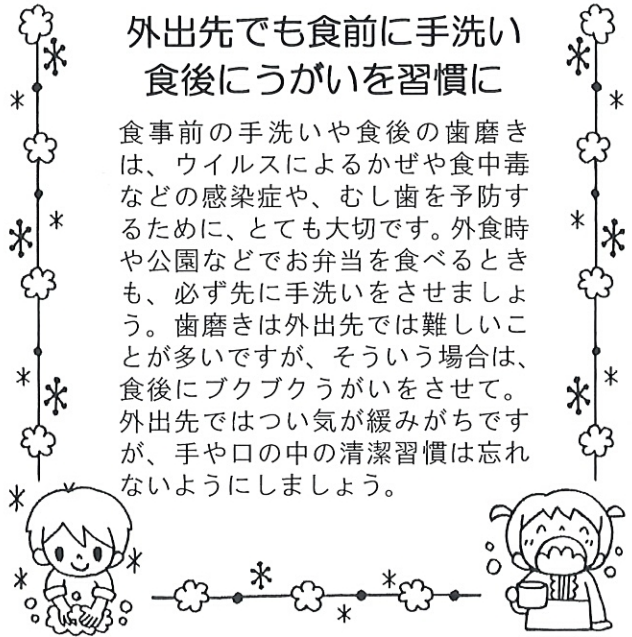 外出先でも食前に手洗い
食後にうがいを習慣に
食事前の手洗いや食後の歯磨き
は、ウイルスによるかぜや食中毒
などの感染症や、むし歯を予防す
るために、とても大切です。外食時
や公園などでお弁当を食べるとき
も、必ず先に手洗いをさせましょ
う。歯磨きは外出先では難しいこ
とが多いですが、そういう場合は、
食後にブクブクうがいをさせて。
外出先ではつい気が緩みがちです
が、手や口の中の清潔習慣は忘れ
ないようにしましょう。